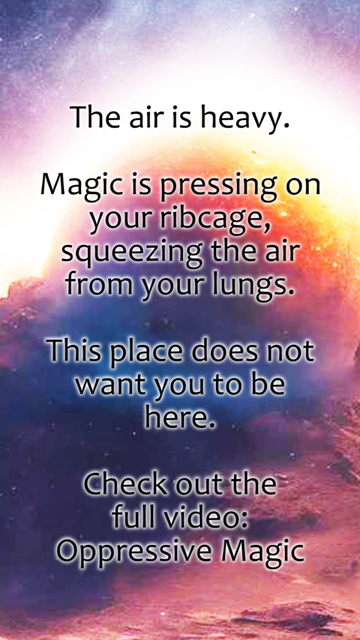 The air is heavy.
Magic is pressing on
your ribcage,
squeezing the air
from your lungs.
This place does not
want you to be
here.
Check out the
full video:
Oppressive Magic